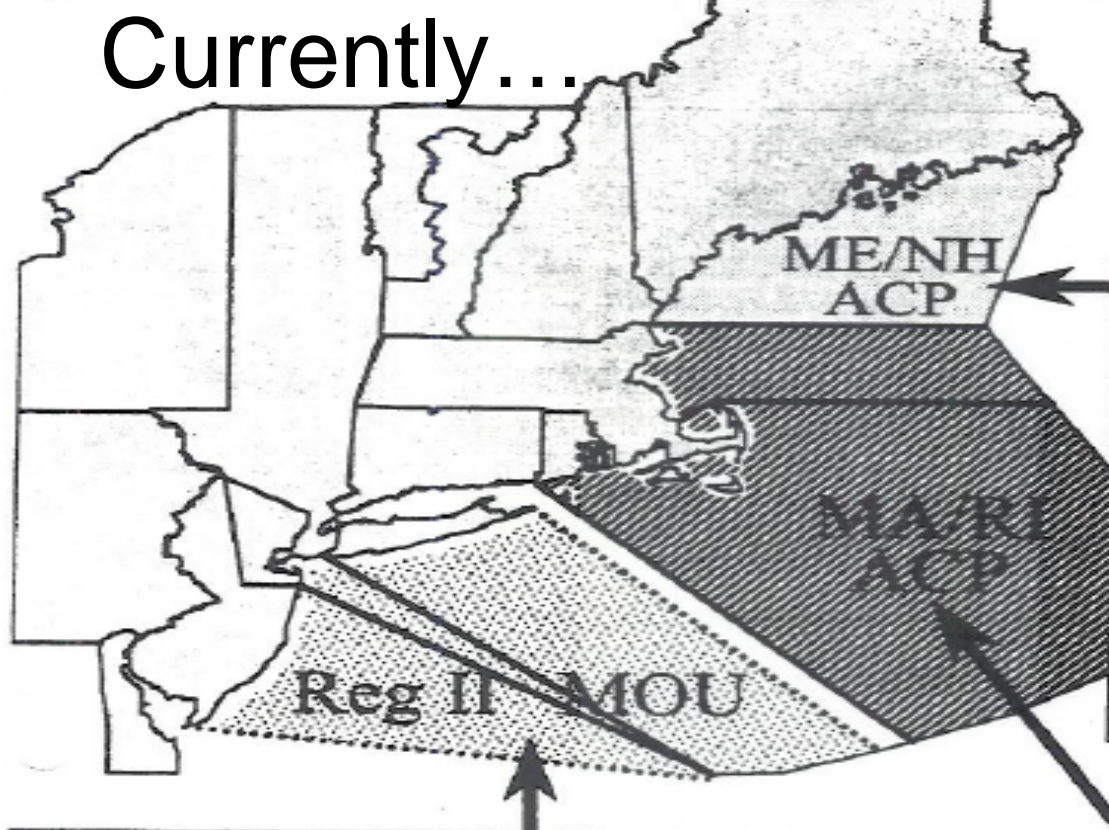 Currently...
ME/NH
ACP
MA/RI
ACP
Reg II MOU